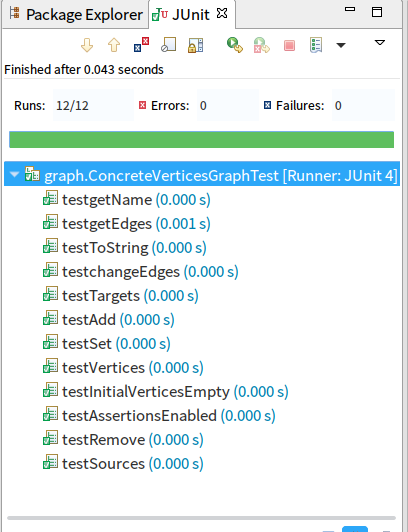 Package Explorer JUnit
Finished after 0.043 seconds
Runs: 12/12 Errors: 0 Failures: 0
graph.ConcreteVerticesGraphTest [Runner: JUnit 4]
testgetName (0.000 s)
testgetEdges (0.001 s)
testToString (0.000 s)
testchangeEdges (0.000 s)
testTargets (0.000 s)
testAdd (0.000 s)
testSet (0.000 s)
testVertices (0.000 s)
testInitialVerticesEmpty (0.000 s)
testAssertionsEnabled (0.000 s)
testRemove (0.000 s)
testSources (0.000 s)